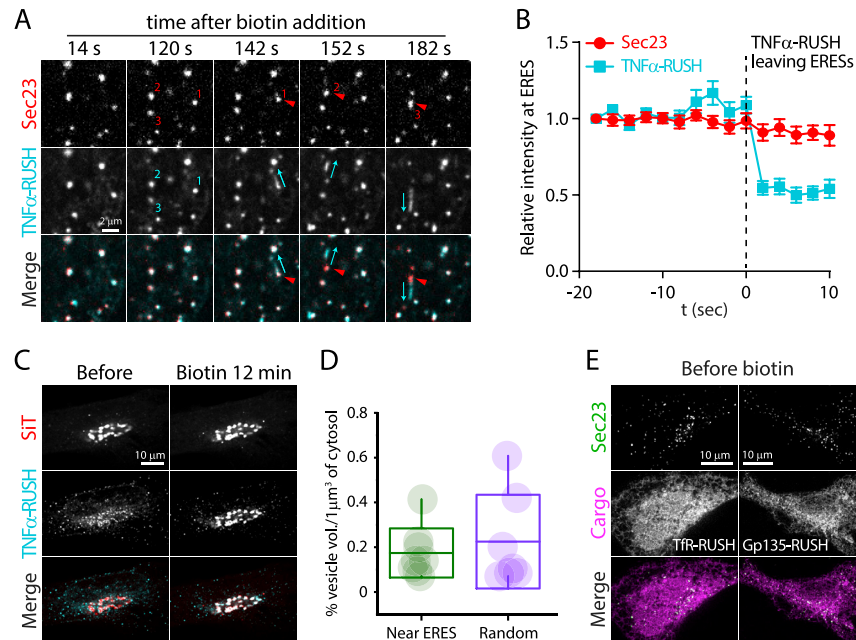 A
time after biotin addition
14 s 120 s 142 s 152 s 182 s
Sec23
2 1 3
1
2
3
TNFα-RUSH
2 1 3
2 μm
Merge
B
Relative intensity at ERES
1.5
1.0
0.5
0.0
-20 -10 0 10
t (sec)
Sec23
TNFα-RUSH
TNFα-RUSH
leaving ERESs
C
Before Biotin 12 min
SiT
10 μm
TNFα-RUSH
Merge
D
% vesicle vol./1μm³ of cytosol
0.8
0.6
0.4
0.2
0
Near ERES Random
E
Before biotin
Sec23
10 μm 10 μm
Cargo
TfR-RUSH Gp135-RUSH
Merge